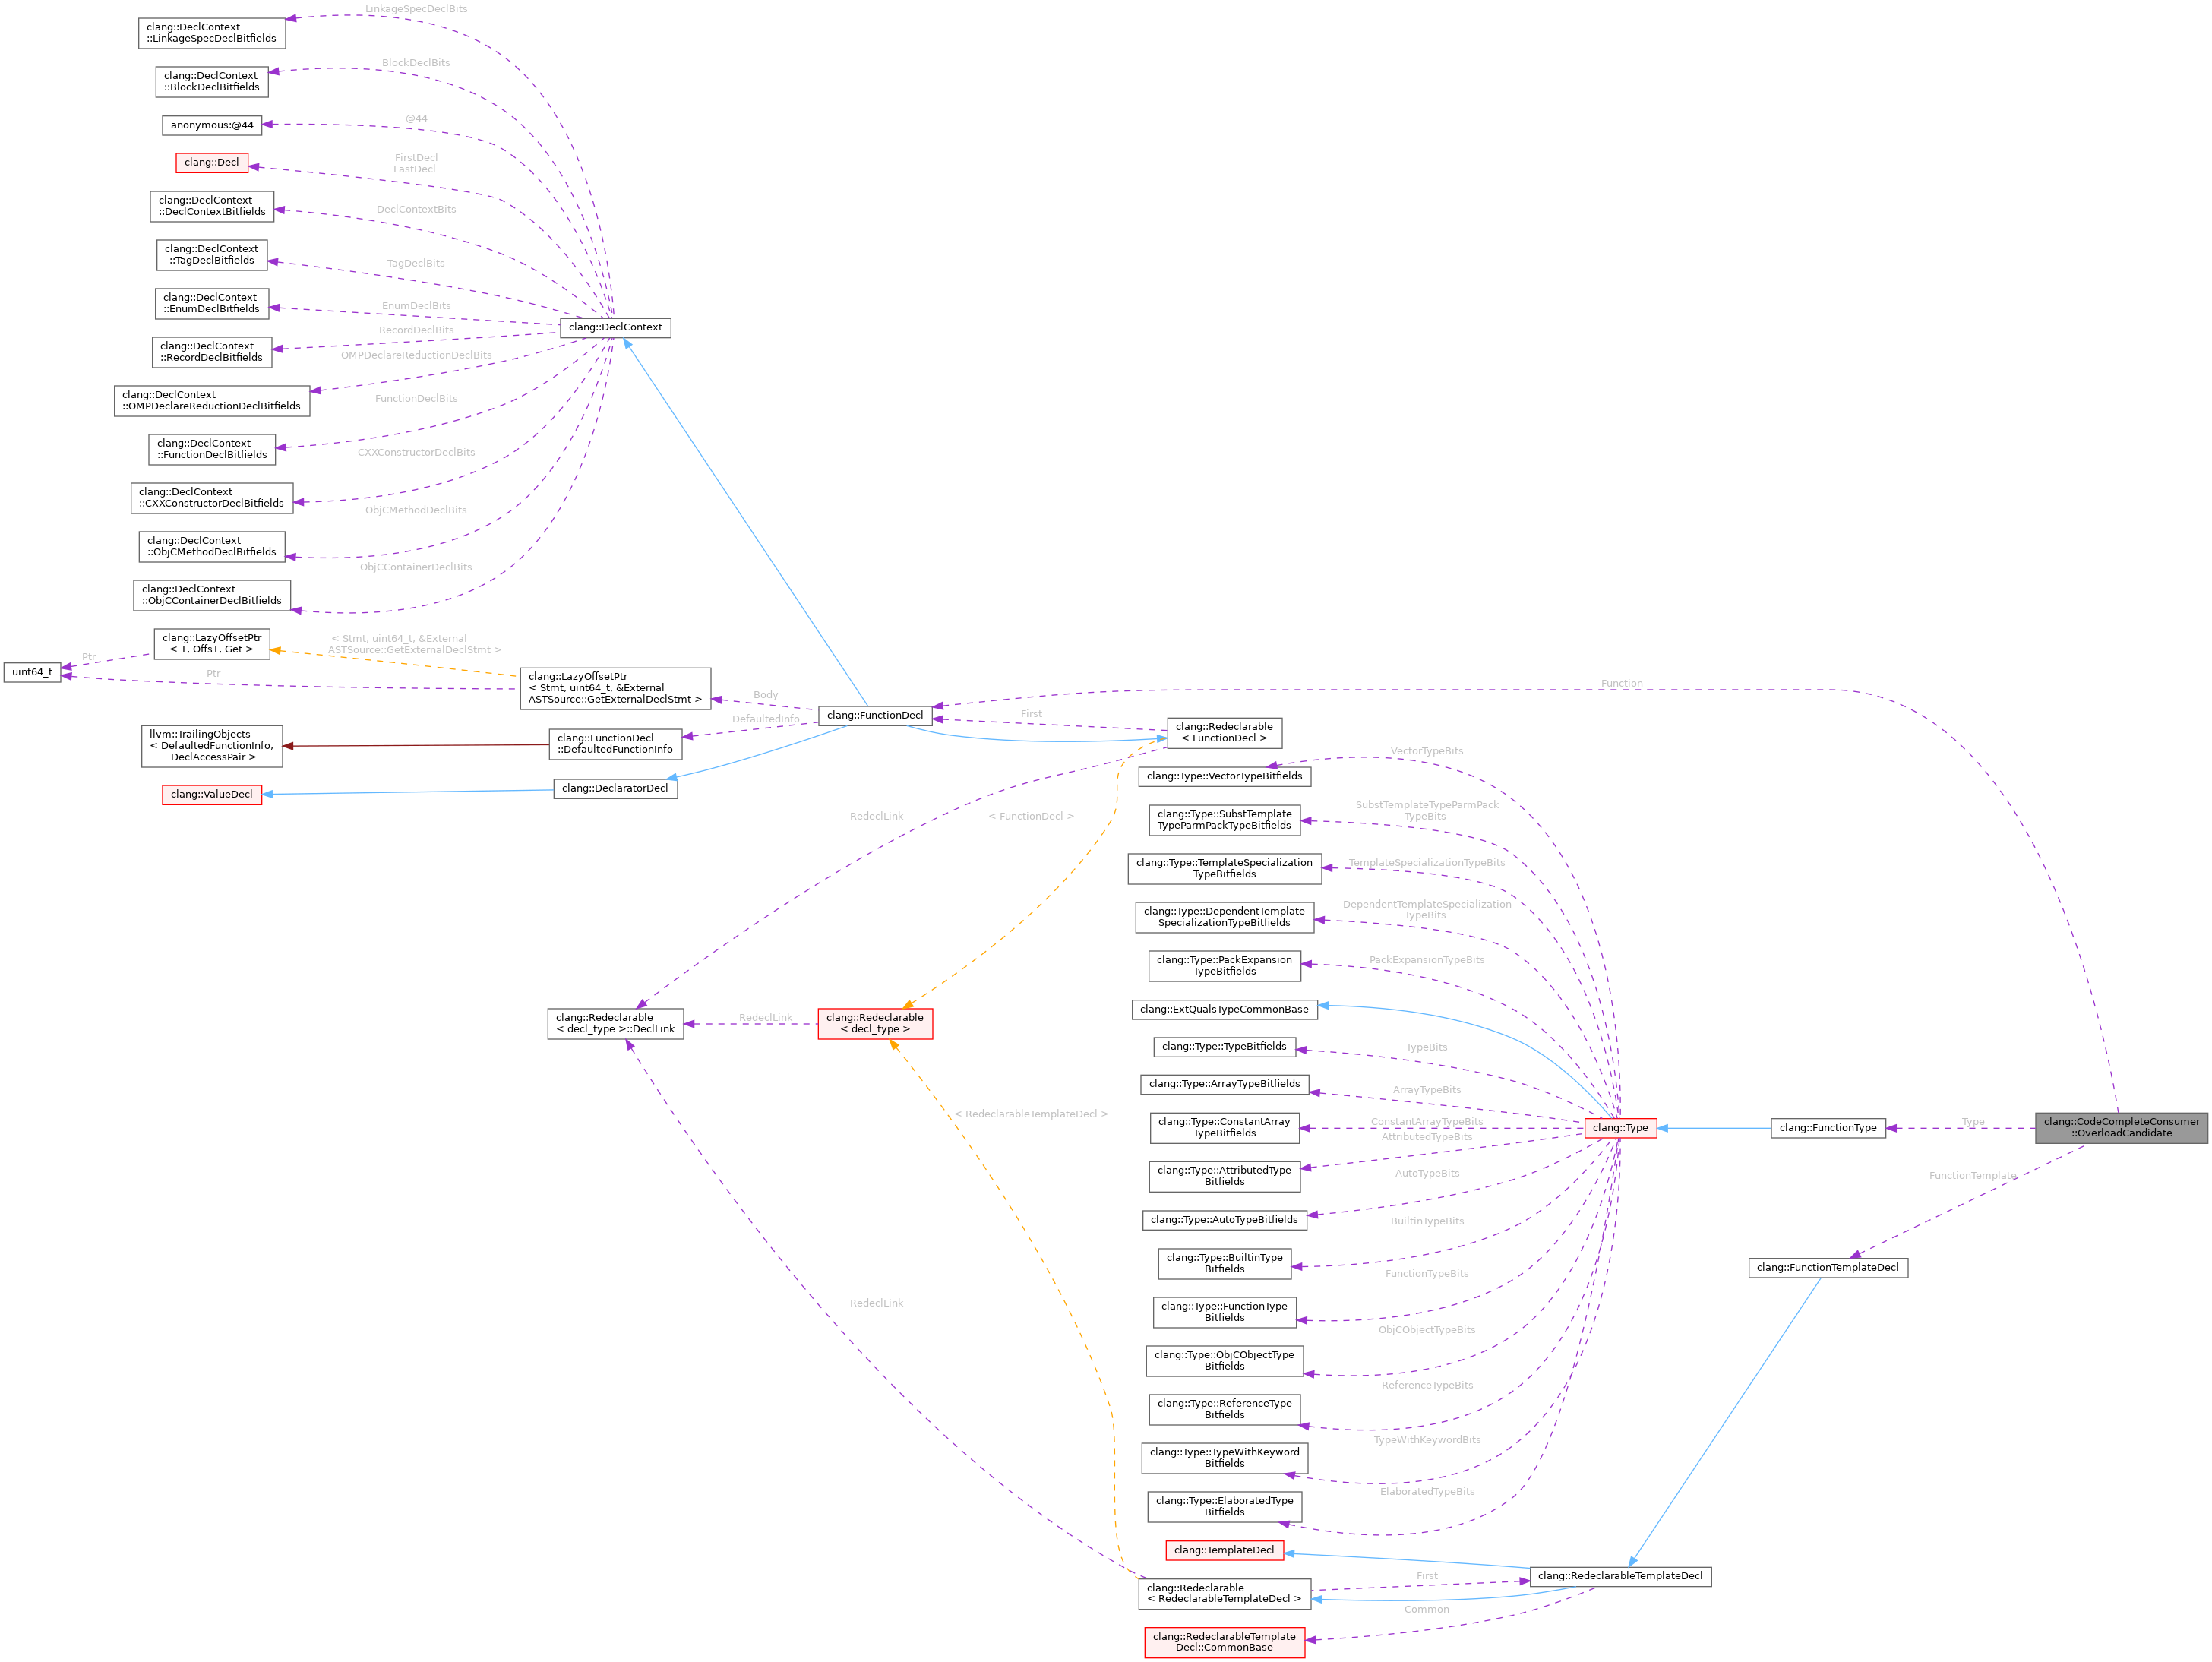 LinkageSpecDeclBits
clang::DeclContext
::LinkageSpecDeclBitfields
BlockDeclBits
clang::DeclContext
::BlockDeclBitfields
@44
anonymous:@44
FirstDecl
LastDecl
clang::Decl
DeclContextBits
clang::DeclContext
::DeclContextBitfields
TagDeclBits
clang::DeclContext
::TagDeclBitfields
EnumDeclBits
clang::DeclContext
::EnumDeclBitfields
clang::DeclContext
RecordDeclBits
clang::DeclContext
::RecordDeclBitfields
OMPDeclareReductionDeclBits
clang::DeclContext
::OMPDeclareReductionDeclBitfields
FunctionDeclBits
clang::DeclContext
::FunctionDeclBitfields
CXXConstructorDeclBits
clang::DeclContext
::CXXConstructorDeclBitfields
ObjCMethodDeclBits
clang::DeclContext
::ObjCMethodDeclBitfields
ObjCContainerDeclBits
clang::DeclContext
::ObjCContainerDeclBitfields
clang::LazyOffsetPtr
< T, OffsT, Get >
< Stmt, uint64_t, &External
ASTSource::GetExternalDeclStmt >
Ptr
uint64_t
Ptr
clang::LazyOffsetPtr
< Stmt, uint64_t, &External
ASTSource::GetExternalDeclStmt >
Body
clang::FunctionDecl
Function
First
DefaultedInfo
clang::Redeclarable
< FunctionDecl >
llvm::TrailingObjects
< DefaultedFunctionInfo,
DeclAccessPair >
clang::FunctionDecl
::DefaultedFunctionInfo
clang::ValueDecl
clang::DeclaratorDecl
VectorTypeBits
clang::Type::VectorTypeBitfields
RedeclLink
< FunctionDecl >
SubstTemplateTypeParmPack
TypeBits
clang::Type::SubstTemplate
TypeParmPackTypeBitfields
TemplateSpecializationTypeBits
clang::Type::TemplateSpecialization
TypeBitfields
DependentTemplateSpecialization
TypeBits
clang::Type::DependentTemplate
SpecializationTypeBitfields
PackExpansionTypeBits
clang::Type::PackExpansion
TypeBitfields
clang::ExtQualsTypeCommonBase
clang::Redeclarable
< decl_type >::DeclLink
RedeclLink
clang::Redeclarable
< decl_type >
TypeBits
clang::Type::TypeBitfields
ArrayTypeBits
clang::Type::ArrayTypeBitfields
< RedeclarableTemplateDecl >
ConstantArrayTypeBits
clang::Type::ConstantArray
TypeBitfields
clang::Type
clang::FunctionType
Type
clang::CodeCompleteConsumer
::OverloadCandidate
AttributedTypeBits
clang::Type::AttributedType
Bitfields
AutoTypeBits
clang::Type::AutoTypeBitfields
FunctionTemplate
BuiltinTypeBits
clang::Type::BuiltinType
Bitfields
clang::FunctionTemplateDecl
FunctionTypeBits
clang::Type::FunctionType
Bitfields
RedeclLink
ObjCObjectTypeBits
clang::Type::ObjCObjectType
Bitfields
ReferenceTypeBits
clang::Type::ReferenceType
Bitfields
TypeWithKeywordBits
clang::Type::TypeWithKeyword
Bitfields
ElaboratedTypeBits
clang::Type::ElaboratedType
Bitfields
clang::TemplateDecl
clang::RedeclarableTemplateDecl
First
clang::Redeclarable
< RedeclarableTemplateDecl >
Common
clang::RedeclarableTemplate
Decl::CommonBase